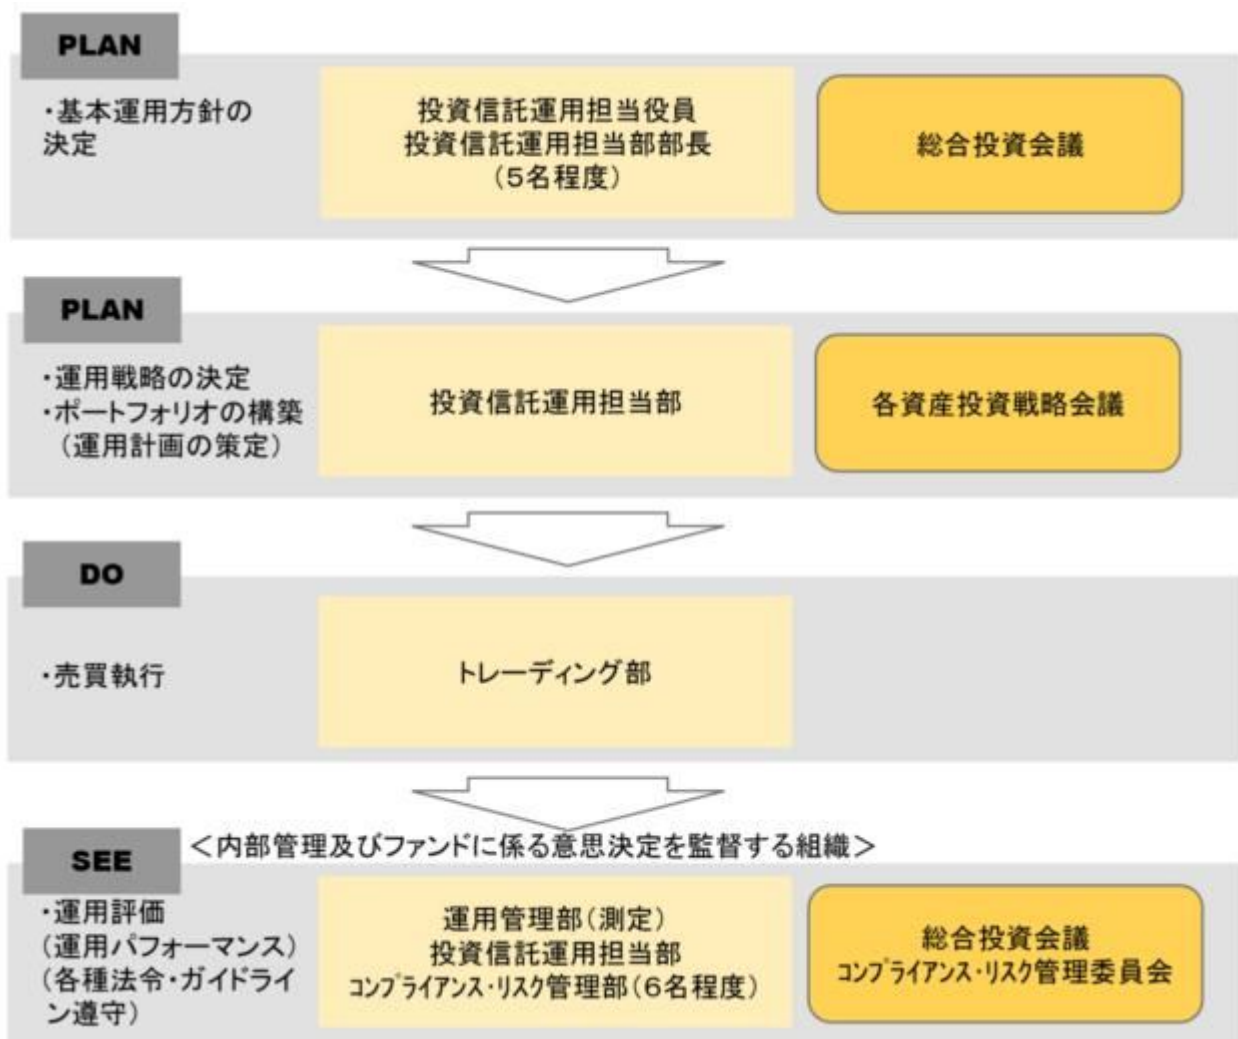 PLAN
・基本運用方針の
決定
投資信託運用担当役員
投資信託運用担当部部長
(5名程度)
総合投資会議
PLAN
・運用戦略の決定
・ポートフォリオの構築
(運用計画の策定)
投資信託運用担当部
各資産投資戦略会議
DO
・売買執行
トレーディング部
SEE
<内部管理及びファンドに係る意思決定を監督する組織>
・運用評価
(運用パフォーマンス)
(各種法令・ガイドライ
ン遵守)
運用管理部(測定)
投資信託運用担当部
コンプライアンス・リスク管理部(6名程度)
総合投資会議
コンプライアンス・リスク管理委員会